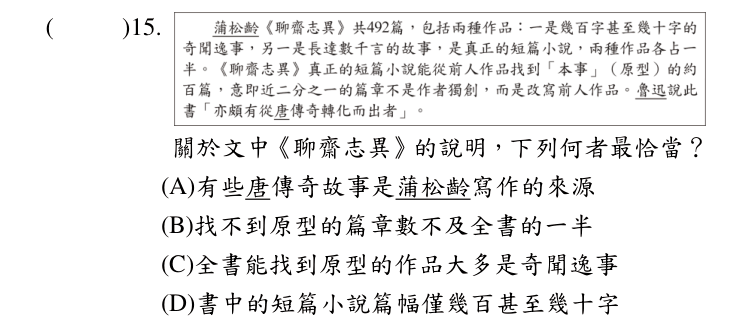 (　　)15.
蒲松齡《聊齋志異》共492篇，包括兩種作品：一是幾百字甚至幾十字的
奇聞逸事，另一是長達數千言的故事，是真正的短篇小說，兩種作品各占一
半。《聊齋志異》真正的短篇小說能從前人作品找到「本事」（原型）的約
百篇，意即近二分之一的篇章不是作者獨創，而是改寫前人作品。魯迅說此
書「亦頗有從唐傳奇轉化而出者」。
關於文中《聊齋志異》的說明，下列何者最恰當？
(A)有些唐傳奇故事是蒲松齡寫作的來源
(B)找不到原型的篇章數不及全書的一半
(C)全書能找到原型的作品大多是奇聞逸事
(D)書中的短篇小說篇幅僅幾百甚至幾十字